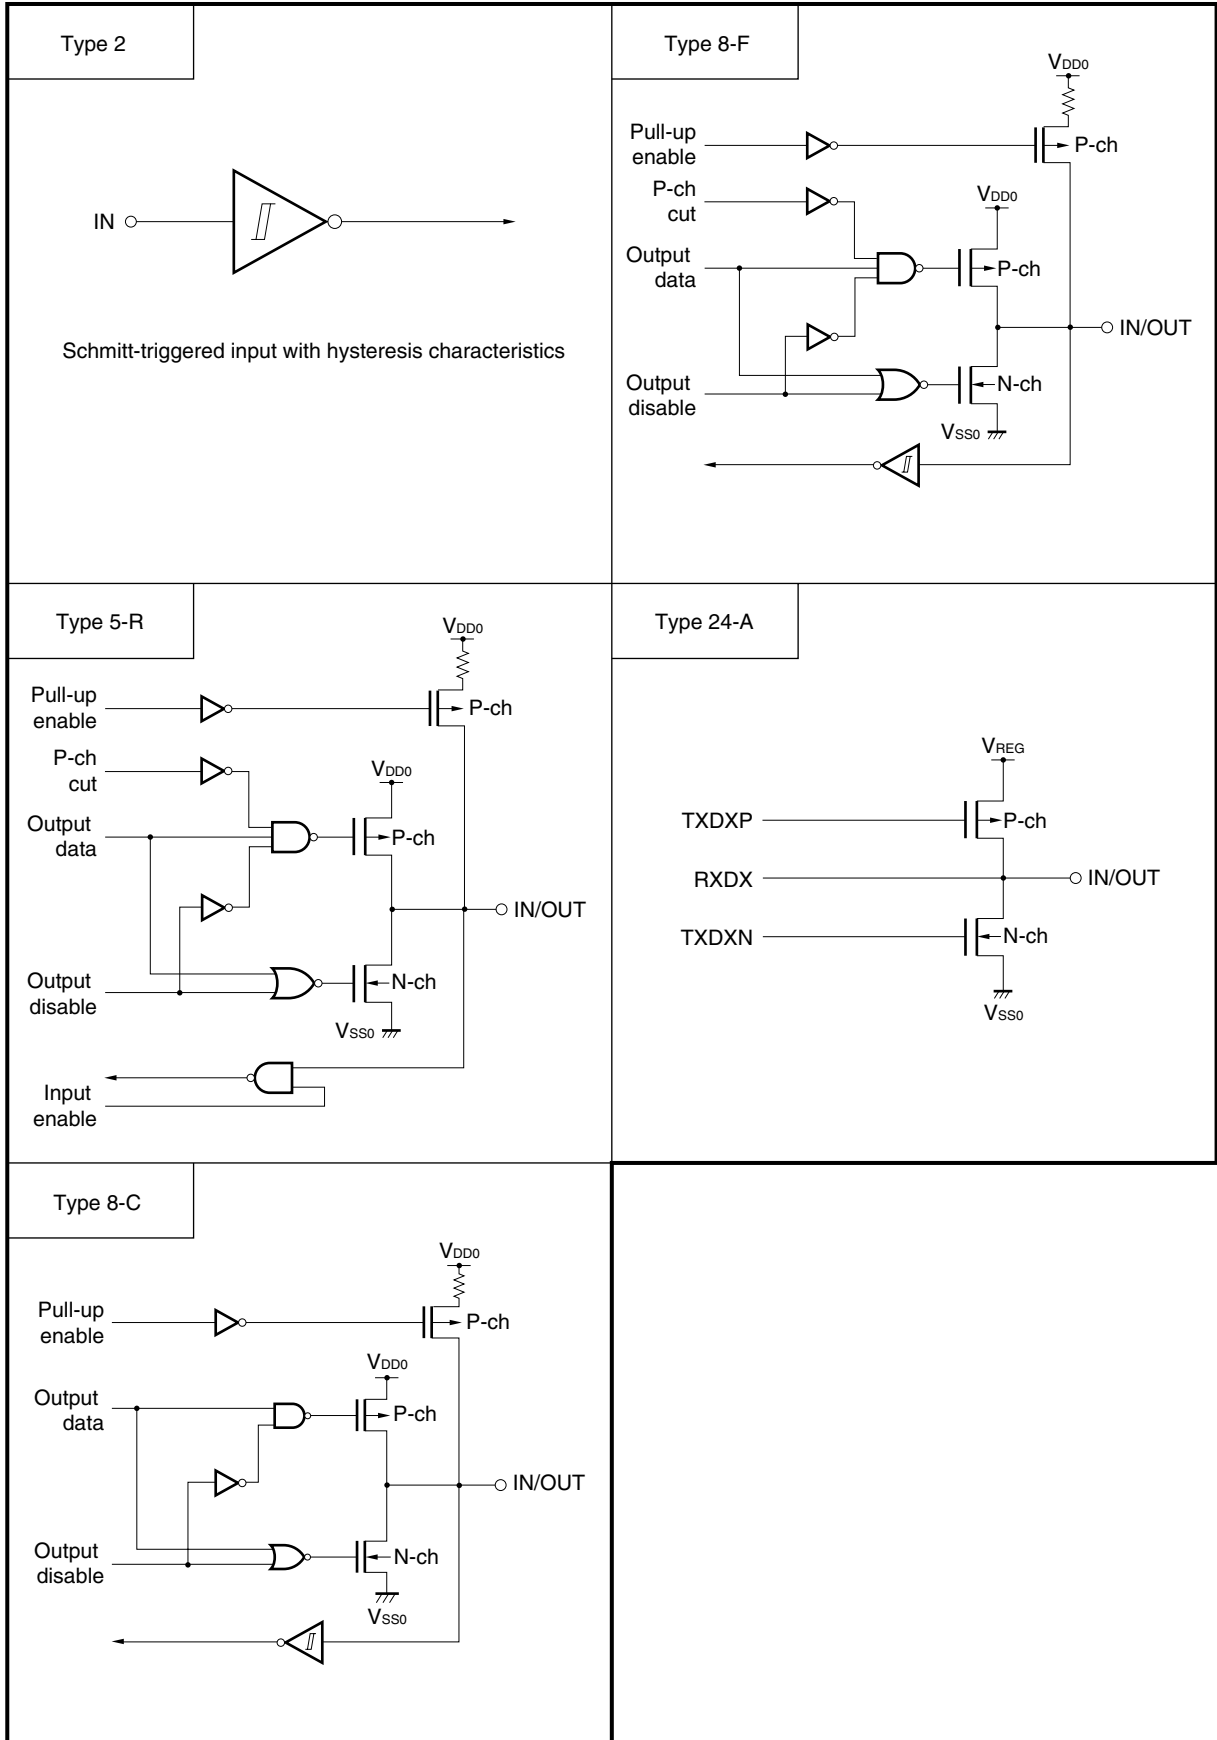 Type 2
IN
Schmitt-triggered input with hysteresis characteristics
Type 8-F
VDD0
Pull-up
enable
P-ch
P-ch
cut
VDD0
Output
data
P-ch
IN/OUT
Output
disable
N-ch
VSS0
Type 5-R
VDD0
Pull-up
enable
P-ch
P-ch
cut
VDD0
Output
data
P-ch
IN/OUT
Output
disable
N-ch
VSS0
Input
enable
Type 24-A
VREG
TXDXP
P-ch
RXDX
IN/OUT
TXDXN
N-ch
VSS0
Type 8-C
VDD0
Pull-up
enable
P-ch
VDD0
Output
data
P-ch
IN/OUT
Output
disable
N-ch
VSS0